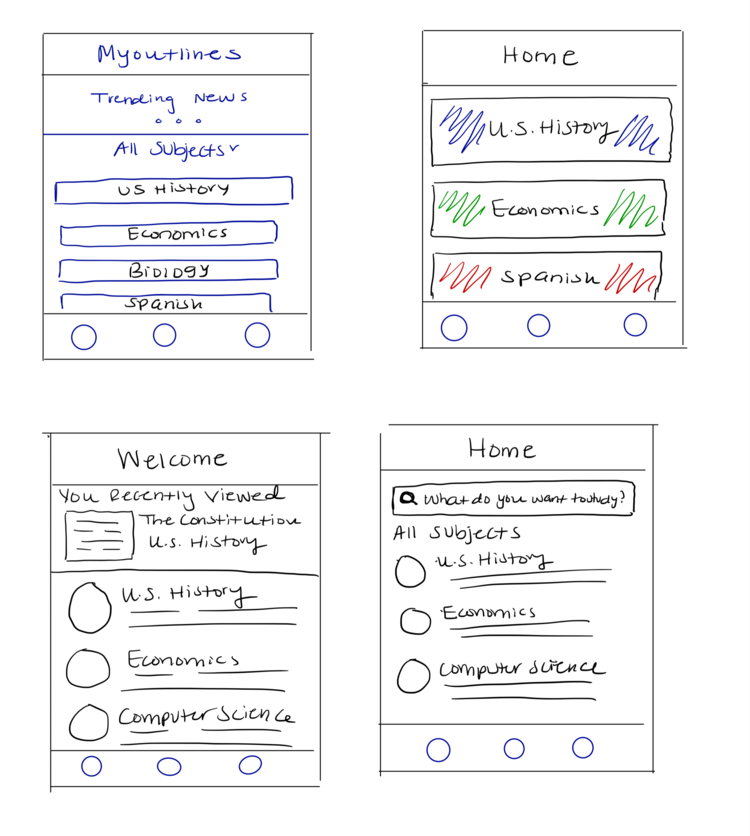 Myoutlines
Trending News
All Subjects
US History
Economics
Biology
Spanish
Home
U.S. History
Economics
Spanish
Welcome
You Recently Viewed
The Constitution
U.S. History
U.S. History
Economics
Computer Science
Home
What do you want to study?
All Subjects
U.S. History
Economics
Computer Science